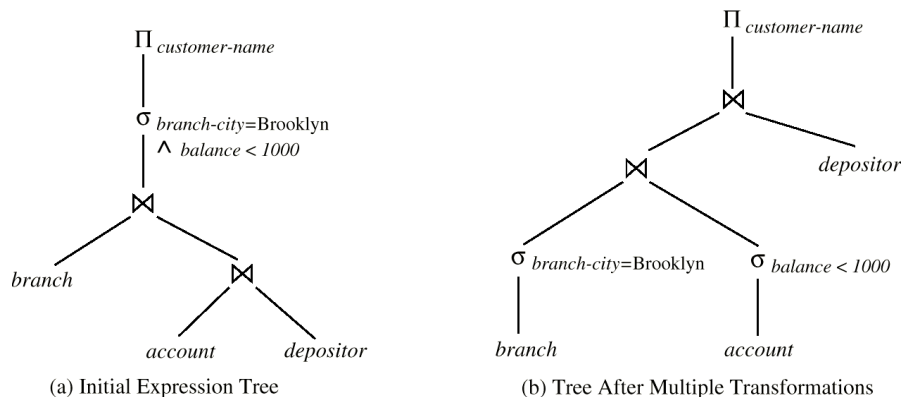 Π customer-name
σ branch-city=Brooklyn
∧ balance < 1000
⋈
branch
⋈
account
depositor
(a) Initial Expression Tree
Π customer-name
⋈
depositor
⋈
σ branch-city=Brooklyn
σ balance < 1000
branch
account
(b) Tree After Multiple Transformations